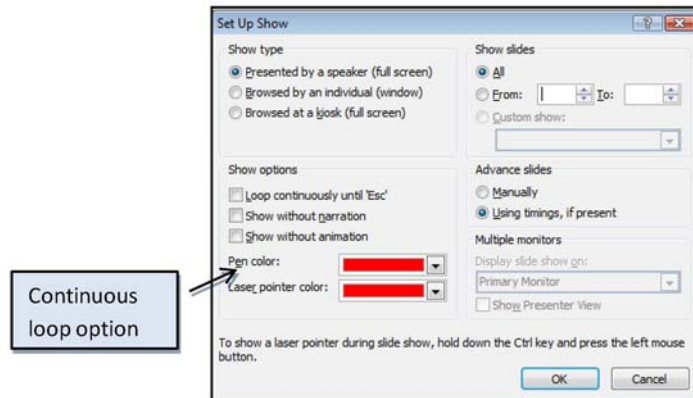 Set Up Show
Show type
Presented by a speaker (full screen)
Browsed by an individual (window)
Browsed at a kiosk (full screen)
Show slides
All
From: To:
Custom show:
Show options
Loop continuously until 'Esc'
Show without narration
Show without animation
Pen color:
Laser pointer color:
Advance slides
Manually
Using timings, if present
Multiple monitors
Display slide show on:
Primary Monitor
Show Presenter View
To show a laser pointer during slide show, hold down the Ctrl key and press the left mouse
button.
OK Cancel
Continuous
loop option